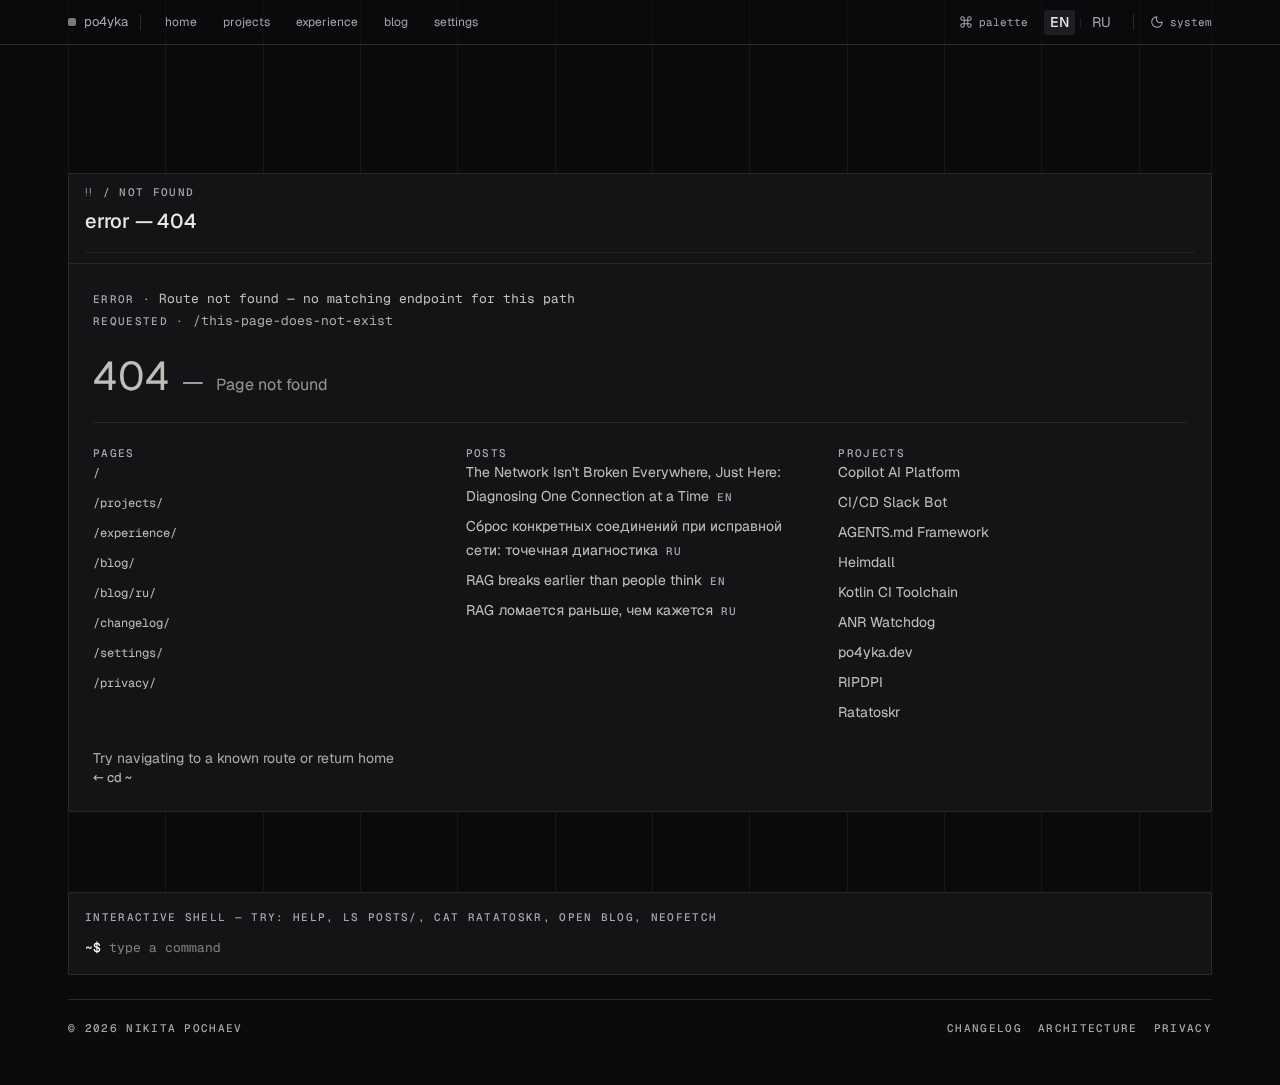 po4yka home projects experience blog settings ⌘ palette EN RU system
!! / NOT FOUND
error — 404
ERROR · Route not found — no matching endpoint for this path
REQUESTED · /this-page-does-not-exist
404 — Page not found
PAGES
/
/projects/
/experience/
/blog/
/blog/ru/
/changelog/
/settings/
/privacy/
POSTS
The Network Isn't Broken Everywhere, Just Here:
Diagnosing One Connection at a Time EN
Сброс конкретных соединений при исправной
сети: точечная диагностика RU
RAG breaks earlier than people think EN
RAG ломается раньше, чем кажется RU
PROJECTS
Copilot AI Platform
CI/CD Slack Bot
AGENTS.md Framework
Heimdall
Kotlin CI Toolchain
ANR Watchdog
po4yka.dev
RIPDPI
Ratatoskr
Try navigating to a known route or return home
← cd ~
INTERACTIVE SHELL — TRY: HELP, LS POSTS/, CAT RATATOSKR, OPEN BLOG, NEOFETCH
~$ type a command
© 2026 NIKITA POCHAEV CHANGELOG ARCHITECTURE PRIVACY